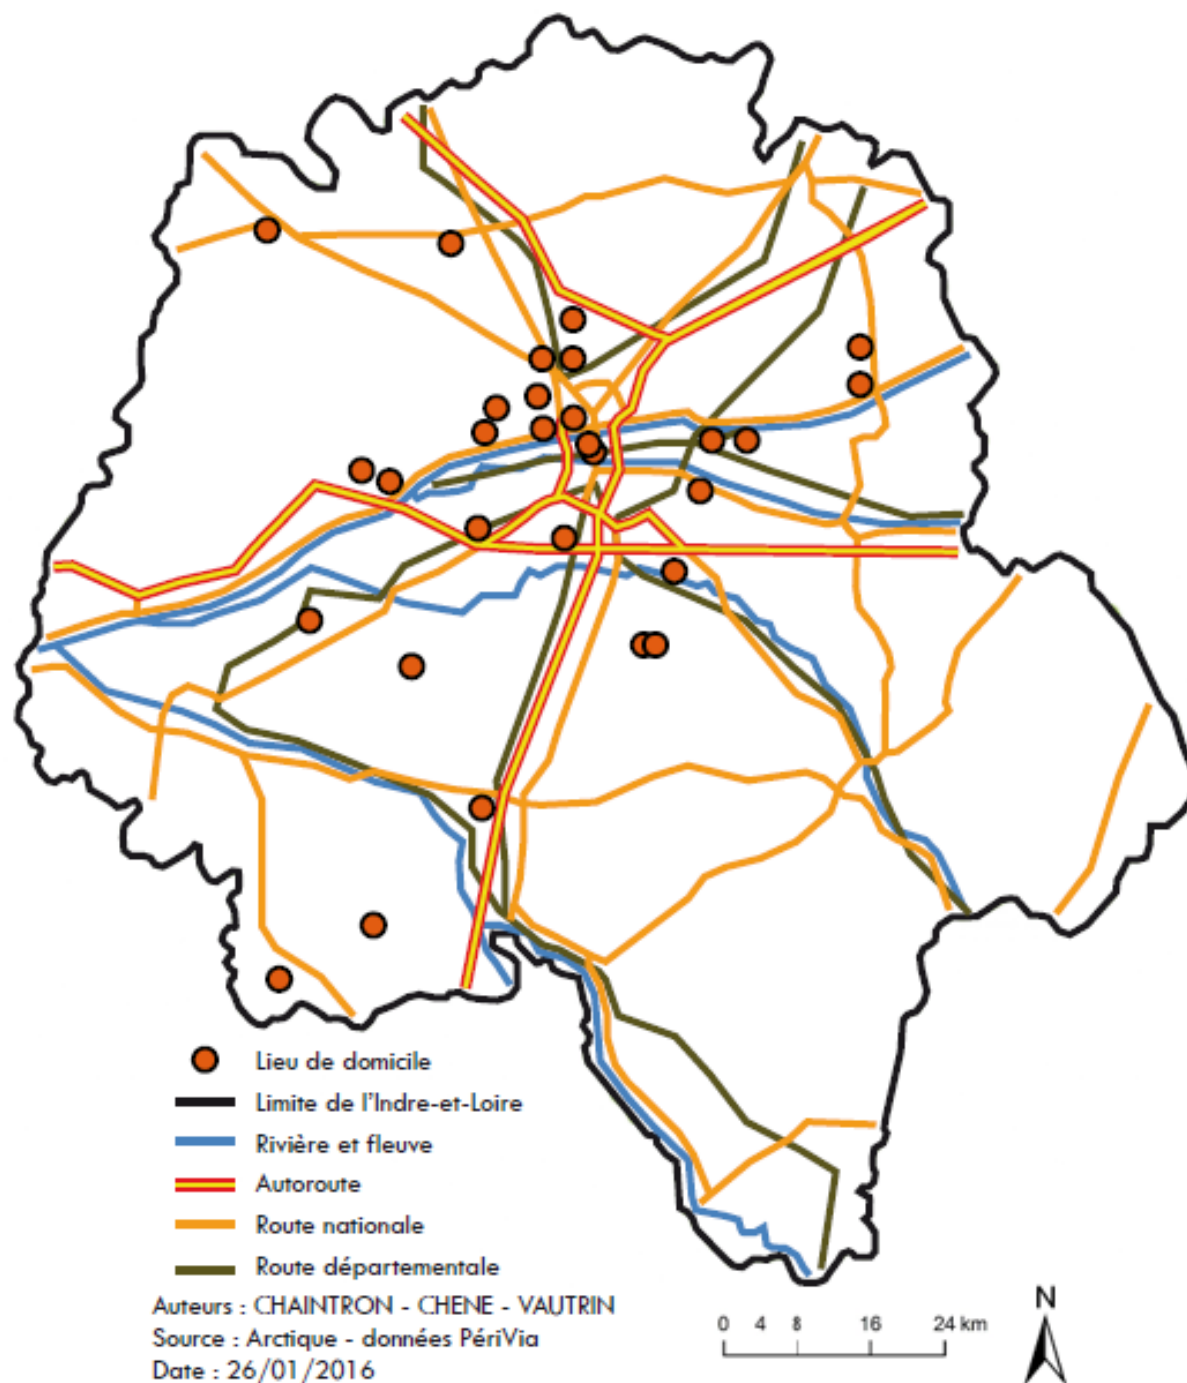 Lieu de domicile
Limite de l'Indre-et-Loire
Rivière et fleuve
Autoroute
Route nationale
Route départementale
Auteurs : CHAINTRON - CHENE - VAUTRIN
Source : Arctique - données PériVia
Date : 26/01/2016
0 4 8 16 24 km
N